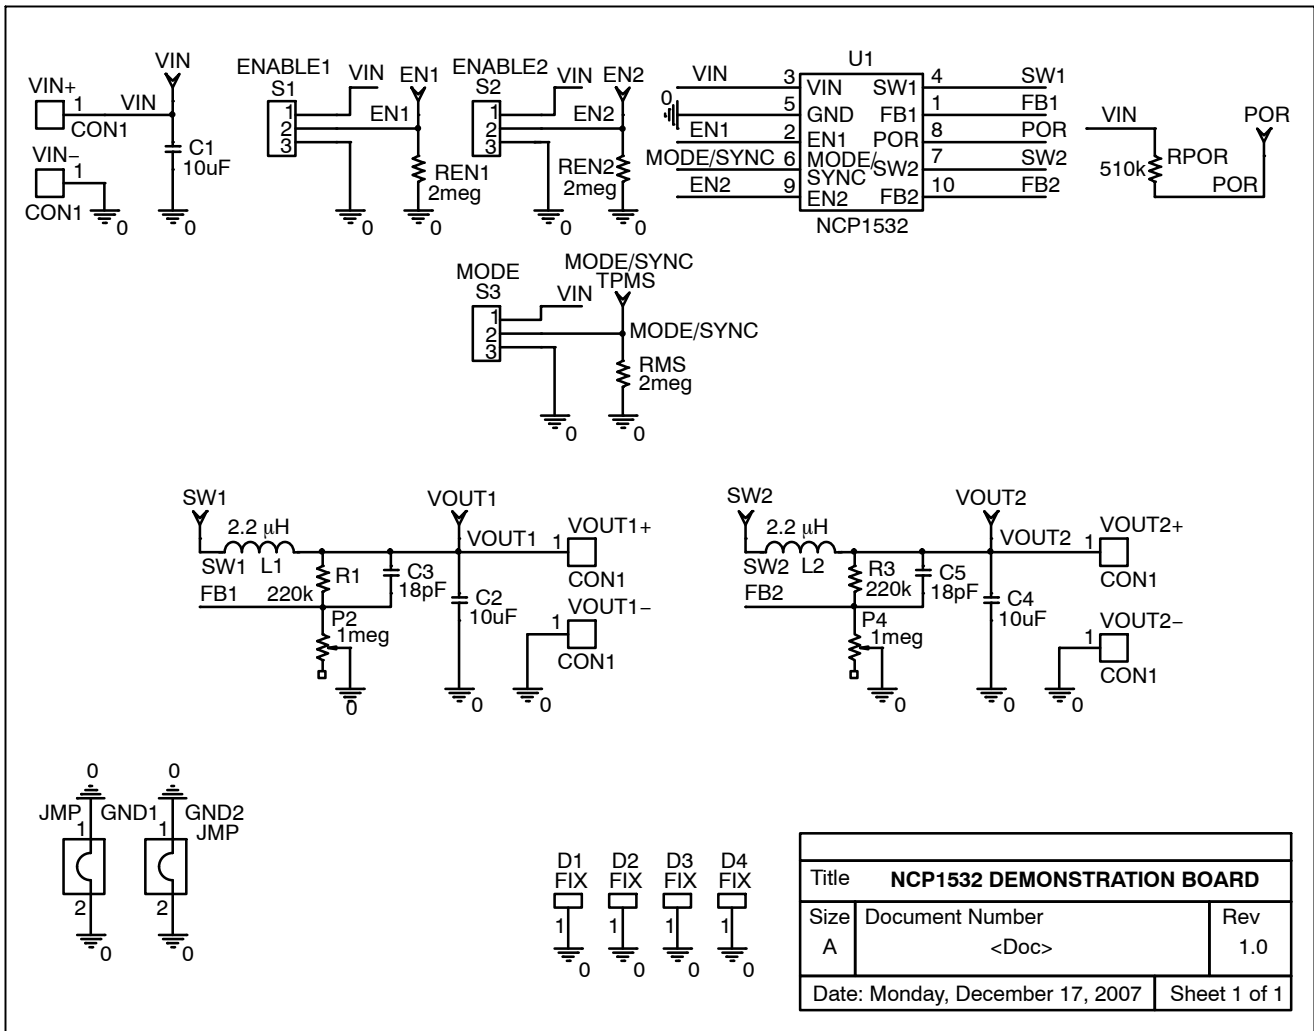 VIN
VIN+
1
VIN
CON1
VIN−
1
CON1
0
C1
10uF
0
ENABLE1
S1
VIN
EN1
1
2
3
EN1
REN1
2meg
0
0
ENABLE2
S2
VIN
EN2
1
2
3
EN2
REN2
2meg
0
0
U1
VIN 3 VIN SW1 4 SW1
0 5 GND FB1 1 FB1
EN1 2 EN1 POR 8 POR
MODE/SYNC 6 MODE/ SYNC SW2 7 SW2
EN2 9 EN2 FB2 10 FB2
NCP1532
VIN
POR
RPOR
510k
POR
MODE
S3
VIN
MODE/SYNC
TPMS
1
2
3
MODE/SYNC
RMS
2meg
0
0
SW1
2.2 μH
SW1
L1
FB1
220k
R1
C3
18pF
P2
1meg
0
VOUT1
VOUT1
C2
10uF
0
VOUT1+
1
CON1
VOUT1−
1
CON1
0
SW2
2.2 μH
SW2
L2
FB2
R3
220k
C5
18pF
P4
1meg
0
VOUT2
VOUT2
C4
10uF
0
VOUT2+
1
CON1
VOUT2−
1
CON1
0
0
JMP
GND1
1
2
0
0
GND2
JMP
1
2
0
D1
FIX
1
0
D2
FIX
1
0
D3
FIX
1
0
D4
FIX
1
0
Title NCP1532 DEMONSTRATION BOARD
Size Document Number Rev
A <Doc> 1.0
Date: Monday, December 17, 2007 Sheet 1 of 1